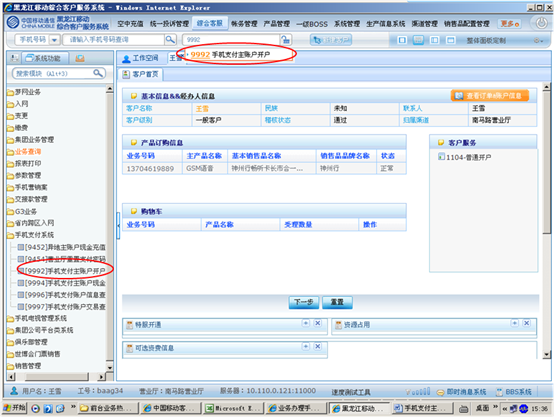 黑龙江移动综合客户服务系统 - Windows Internet Explorer
中国移动通信 CHINA MOBILE
黑龙江移动 综合客户服务系统
空中充值 统一投诉管理 综合客服 帐务管理 产品管理 一级BOSS 系统管理 生产信息系统 渠道管理 销售品配置管理 更多
手机号码 请输入手机号码查询 9992 整体面板定制
9992 手机支付主账户开户
系统功能 工作空间 王雪
搜索模块 (Alt+3)
客户首页
梦网业务
入网
变更
缴费
集团业务管理
业务查询
报表打印
参数管理
手机营销案
交接款管理
G3业务
省内跨区入网
手机支付系统
[9452]异地主账户现金充值
[9454]营业厅重置支付密码
[9992]手机支付主账户开户
[9994]手机支付主账户现金
[9996]手机支付账户信息查
[9997]手机支付账户交易查
手机电视管理系统
集团公司平台类系统
俱乐部管理
世博会门票销售
销售管理
基本信息&&经办人信息 查看订单&账户信息
客户名称 王雪 民族 未知 联系人 王雪
客户级别 一般客户 稽核状态 通过 归属渠道 南马路营业厅
产品订购信息
业务号码 主产品名称 基本销售品名称 销售品品牌名称 状态
13704619889 GSM语音 神州行畅听卡长市合一... 神州行 正常
客户服务
1104-普通开户
购物车
业务号码 产品名称 受理数量 操作
下一步 重置
特服开通 资源占用
可选资费信息
用户名：王雪 工号：baag34 营业厅：南马路营业厅 服务器：10.110.0.121:11000 速度测试工具 即时消息系统 BBS系统
开始 前台业务热... 中国移动客... Microsoft E... 业务办理手... 黑龙江移动... 手机支付主... 桌面 15:35